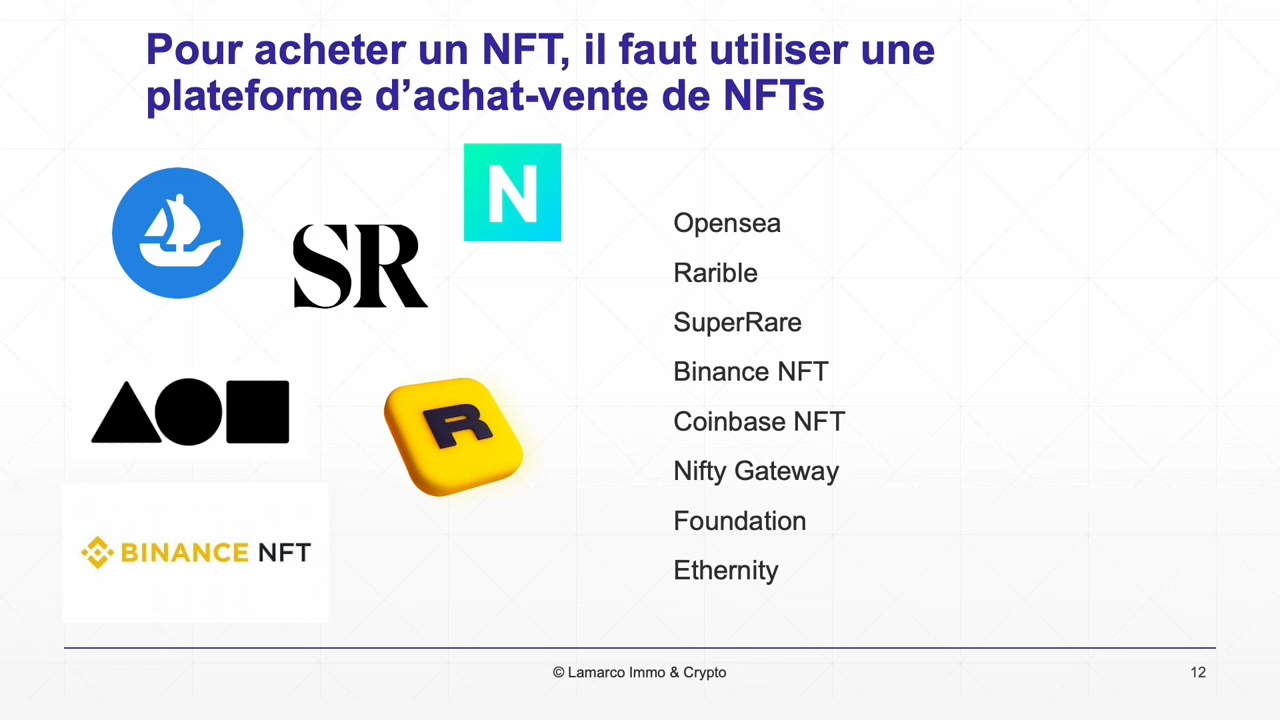 Pour acheter un NFT, il faut utiliser une
plateforme d’achat-vente de NFTs
N
SR
R
BINANCE NFT
Opensea
Rarible
SuperRare
Binance NFT
Coinbase NFT
Nifty Gateway
Foundation
Ethernity
© Lamarco Immo & Crypto
12